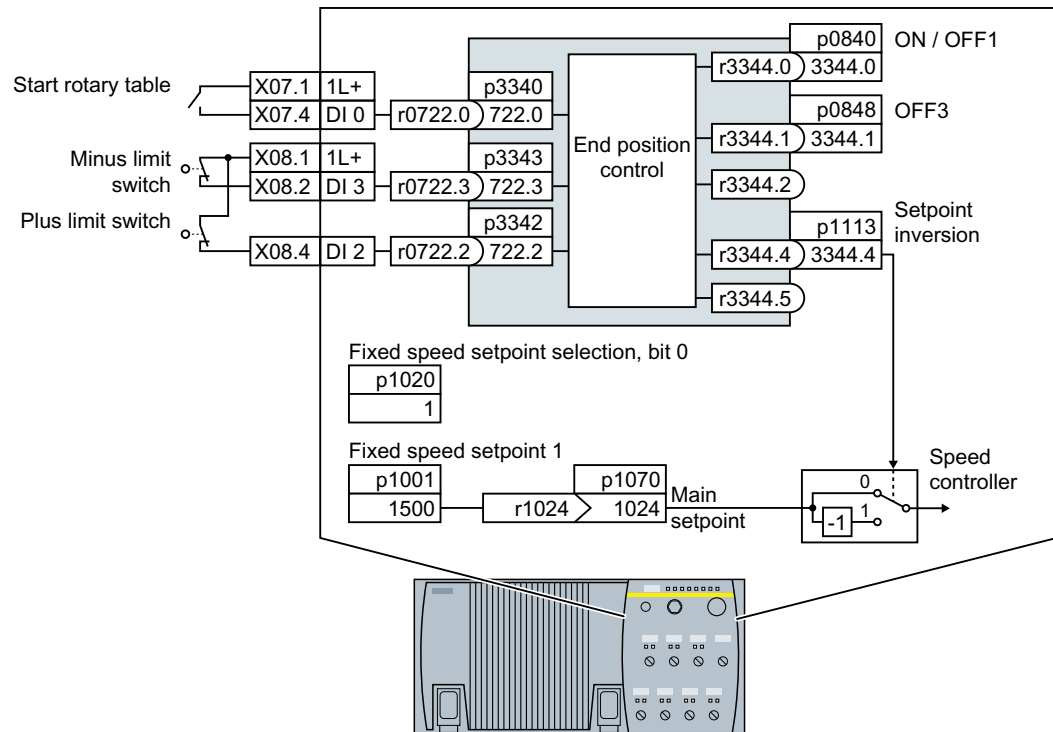 p0840 ON / OFF1
r3344.0 3344.0
Start rotary table X07.1 1L+ p3340
X07.4 DI 0 r0722.0 722.0
p0848 OFF3
r3344.1 3344.1
Minus limit switch X08.1 1L+ p3343
X08.2 DI 3 r0722.3 722.3
End position
control
r3344.2
Plus limit switch p3342
X08.4 DI 2 r0722.2 722.2
p1113 Setpoint
inversion
r3344.4 3344.4
r3344.5
Fixed speed setpoint selection, bit 0
p1020
1
Fixed speed setpoint 1
p1001 p1070
1500 r1024 1024
Main
setpoint
0
1
-1
Speed
controller